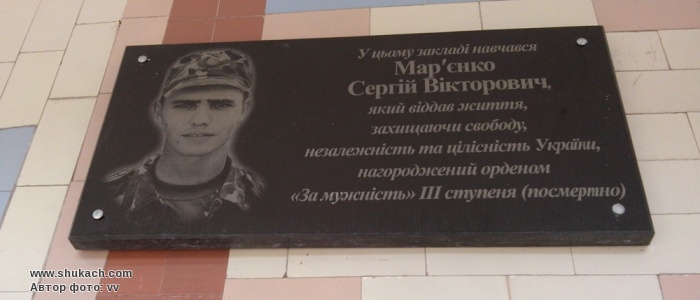 У цьому закладі навчався
Мар'єнко
Сергій Вікторович,
який віддав життя,
захищаючи свободу,
незалежність та цілісність України,
нагороджений орденом
«За мужність» III ступеня (посмертно)
www.shukach.com
Автор фото: vv